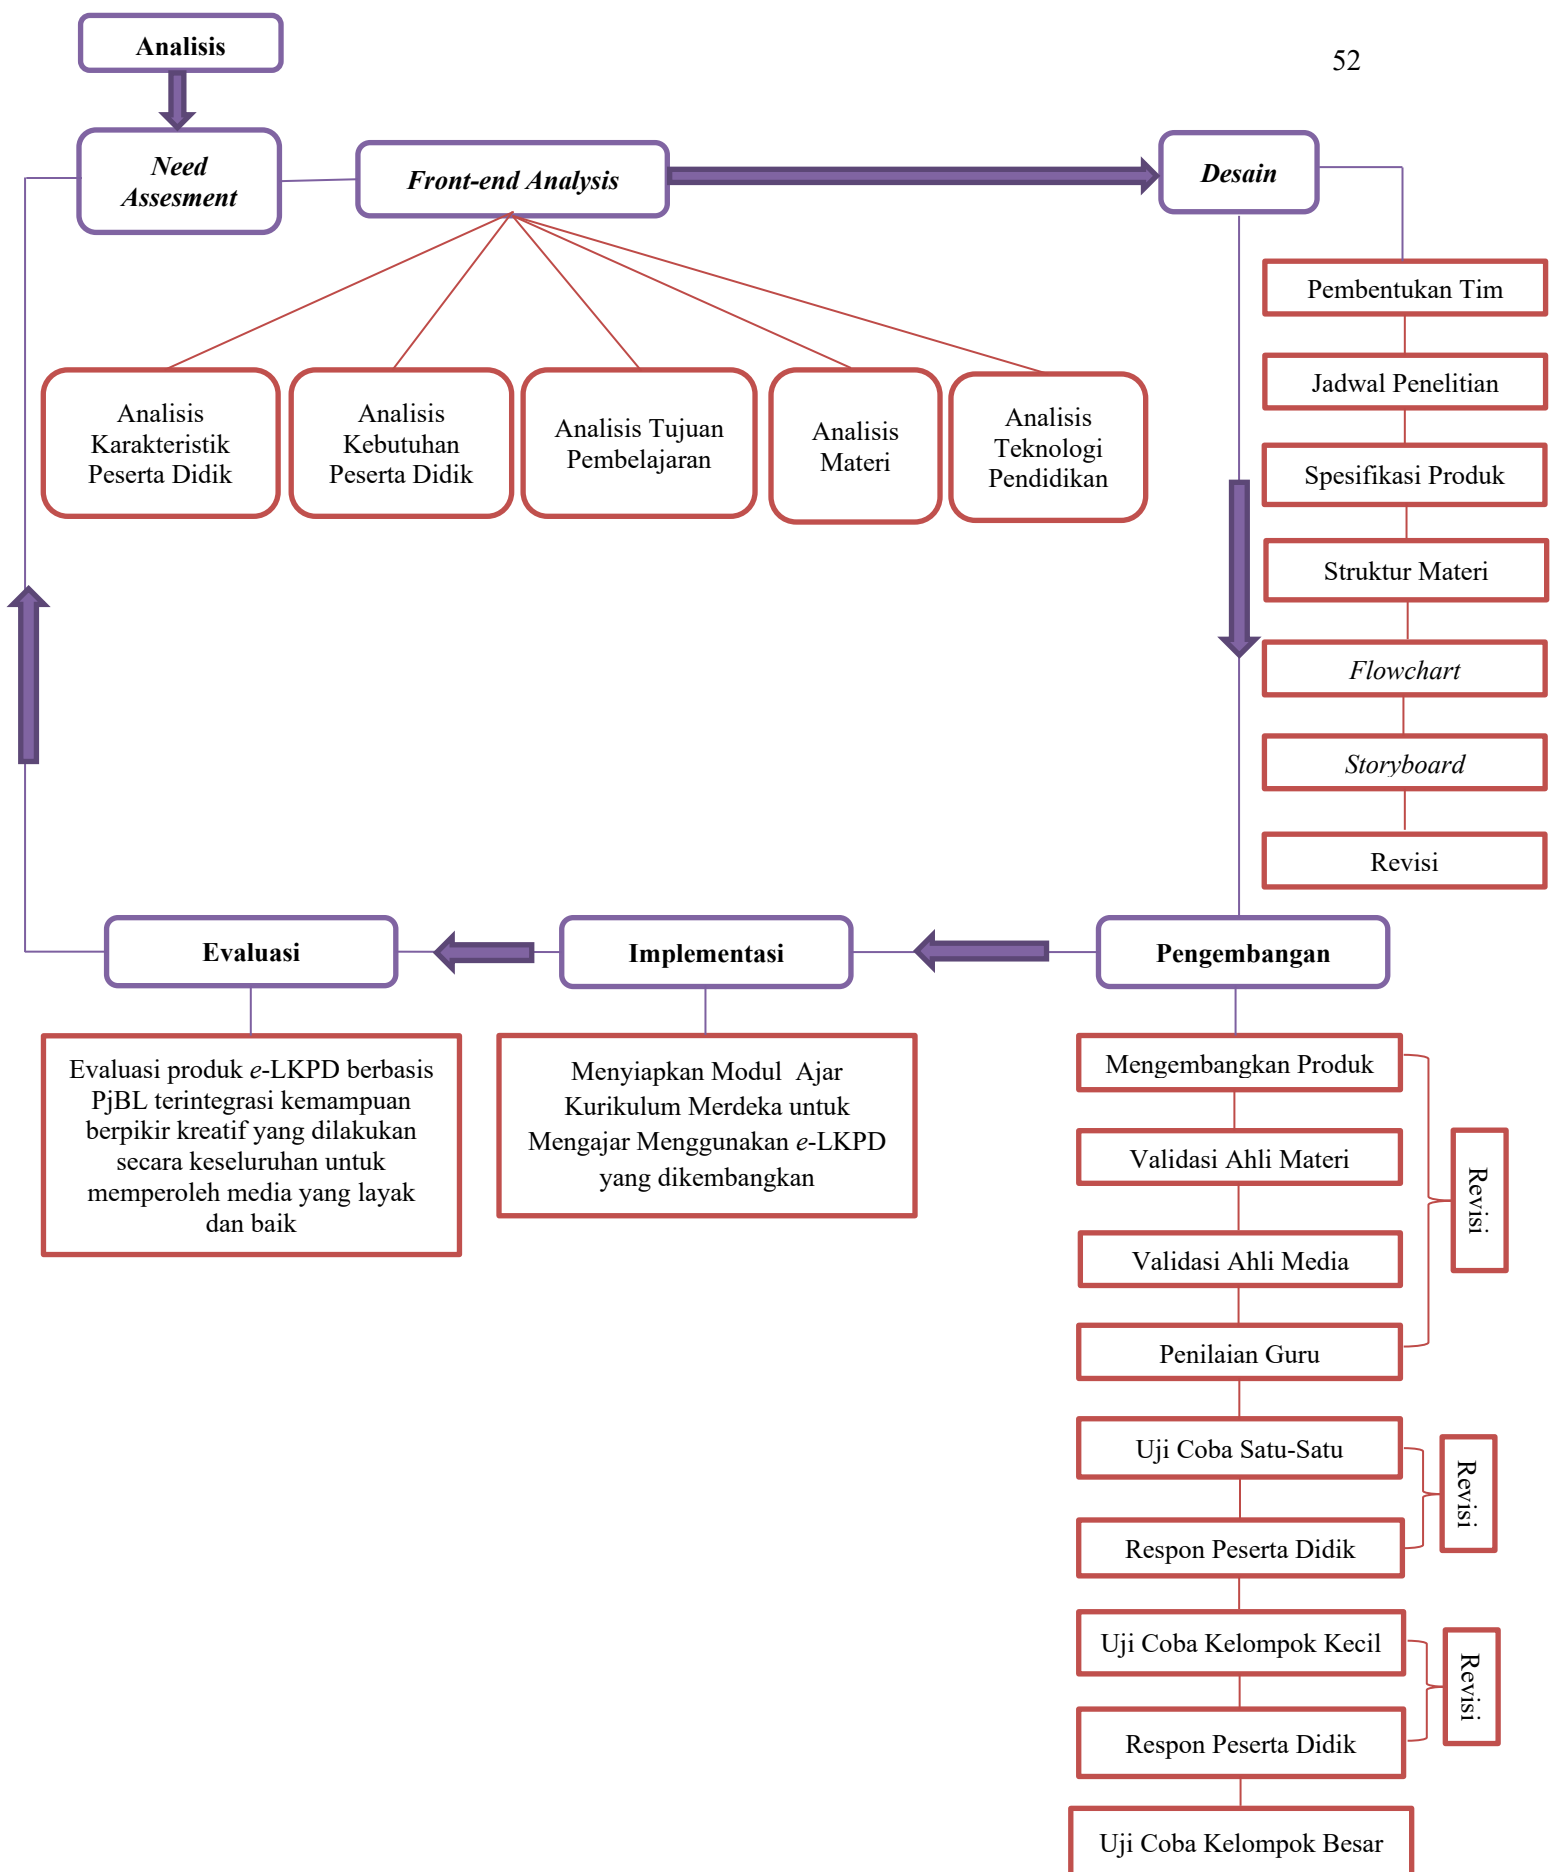 52
Analisis
Need
Assesment
Front-end Analysis
Desain
Analisis
Karakteristik
Peserta Didik
Analisis
Kebutuhan
Peserta Didik
Analisis Tujuan
Pembelajaran
Analisis
Materi
Analisis
Teknologi
Pendidikan
Pembentukan Tim
Jadwal Penelitian
Spesifikasi Produk
Struktur Materi
Flowchart
Storyboard
Revisi
Evaluasi
Implementasi
Pengembangan
Evaluasi produk e-LKPD berbasis
PjBL terintegrasi kemampuan
berpikir kreatif yang dilakukan
secara keseluruhan untuk
memperoleh media yang layak
dan baik
Menyiapkan Modul  Ajar
Kurikulum Merdeka untuk
Mengajar Menggunakan e-LKPD
yang dikembangkan
Mengembangkan Produk
Validasi Ahli Materi
Validasi Ahli Media
Penilaian Guru
Revisi
Uji Coba Satu-Satu
Respon Peserta Didik
Revisi
Uji Coba Kelompok Kecil
Respon Peserta Didik
Revisi
Uji Coba Kelompok Besar